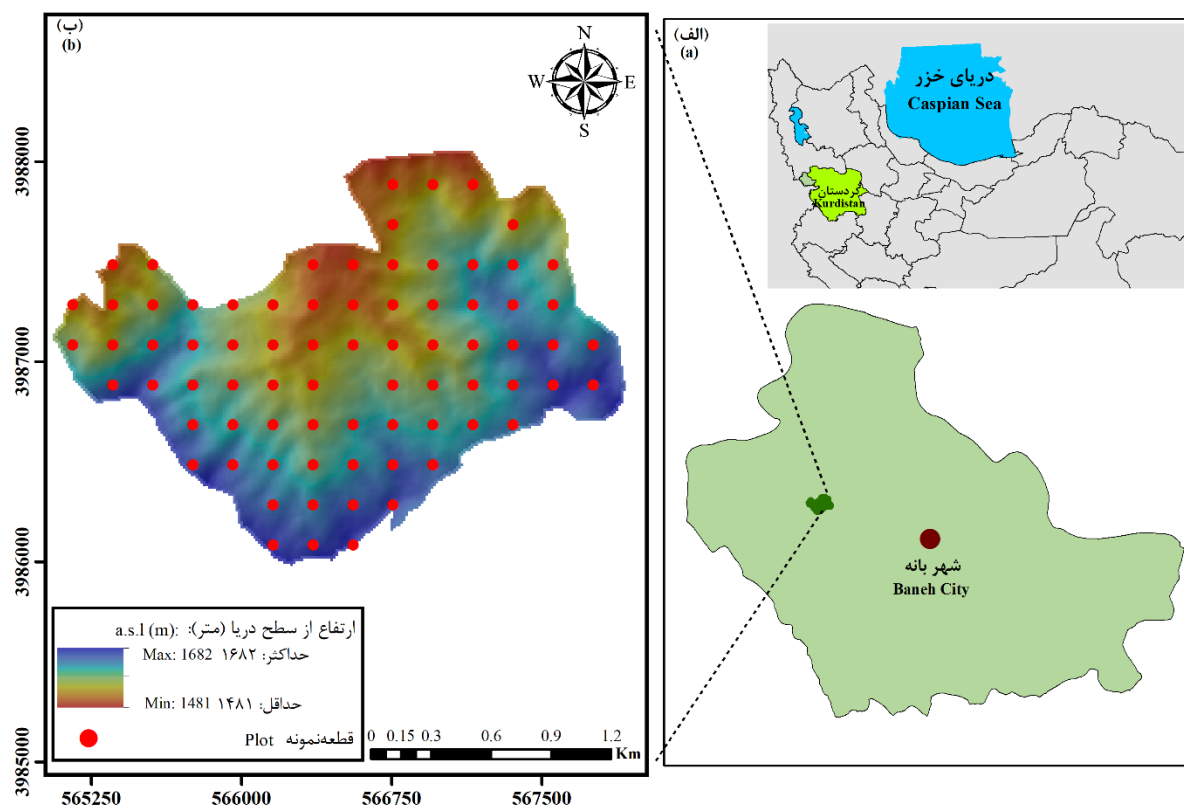 (ب)
(b)
N
W
E
S
3988000
3987000
3986000
3985000
ارتفاع از سطح دریا (متر): a.s.l (m):
حداکثر: ۱۶۸۲ Max: 1682
حداقل: ۱۴۸۱ Min: 1481
قطعه‌نمونه Plot
0 0.15 0.3 0.6 0.9 1.2
Km
565250 566000 566750 567500
(الف)
(a)
دریای خزر
Caspian Sea
کردستان
Kurdistan
شهر بانه
Baneh City